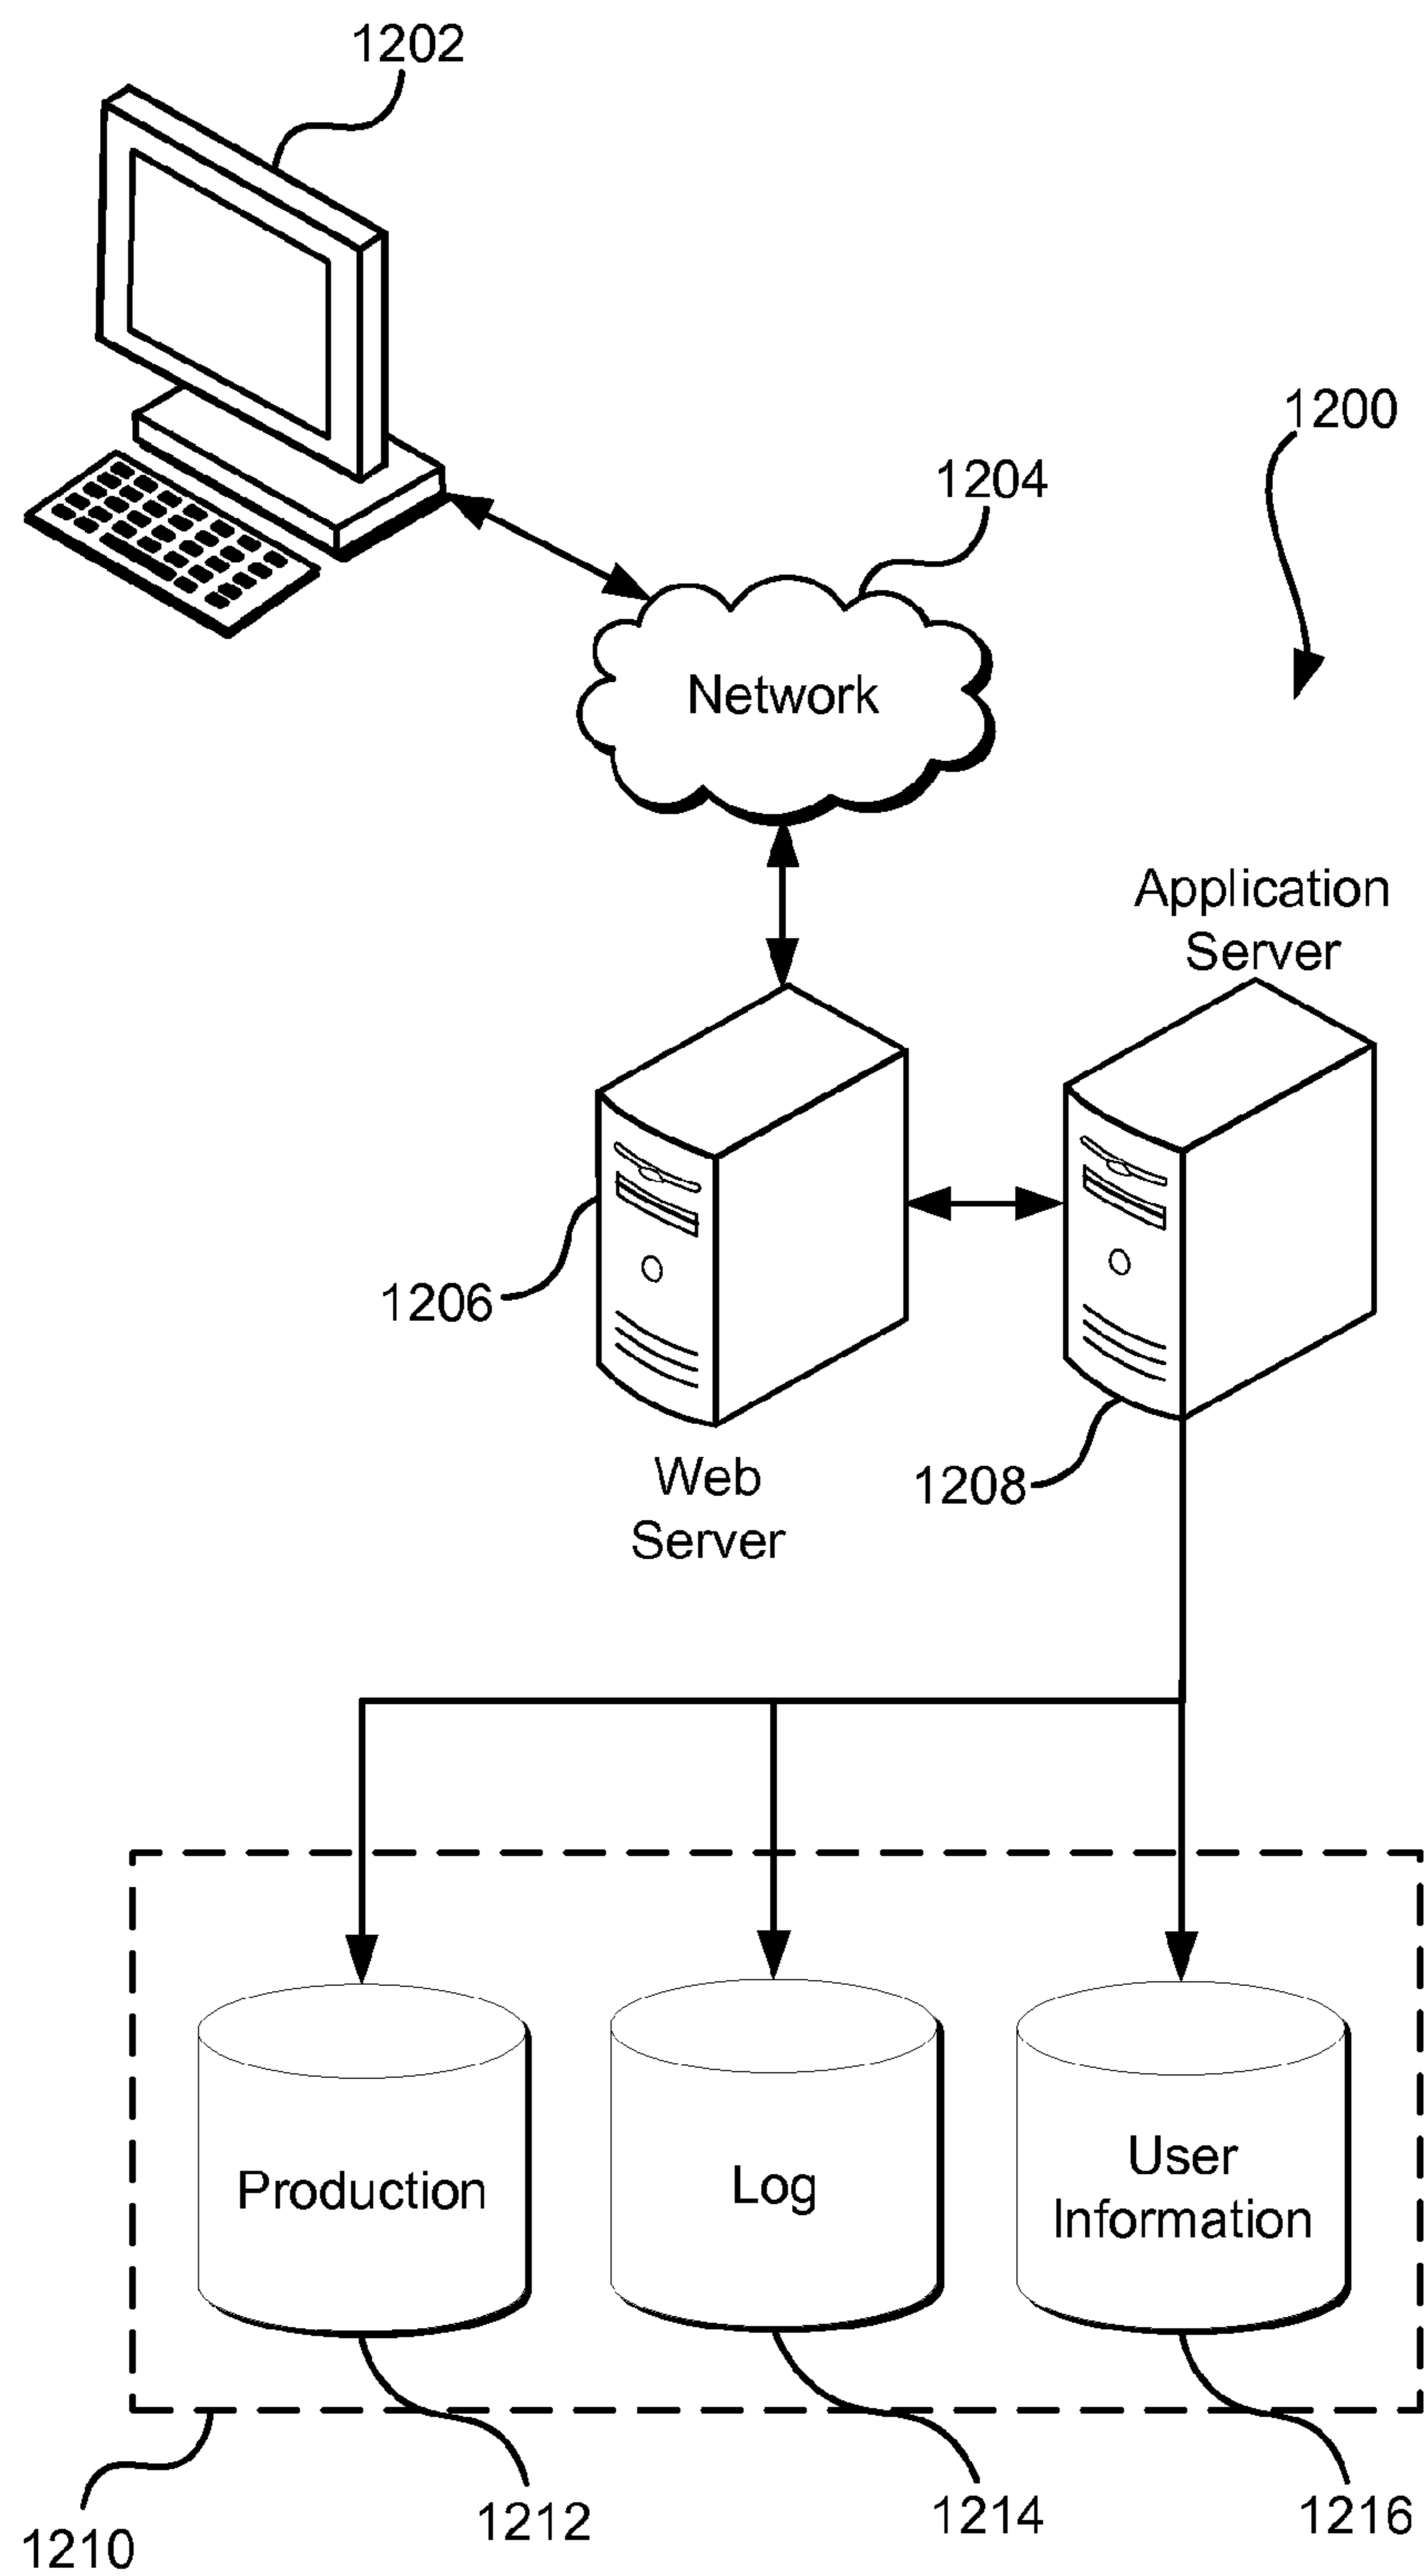 1202
1200
1204
Network
Application
Server
1206
1208
Web
Server
Production
Log
User
Information
1210
1212
1214
1216